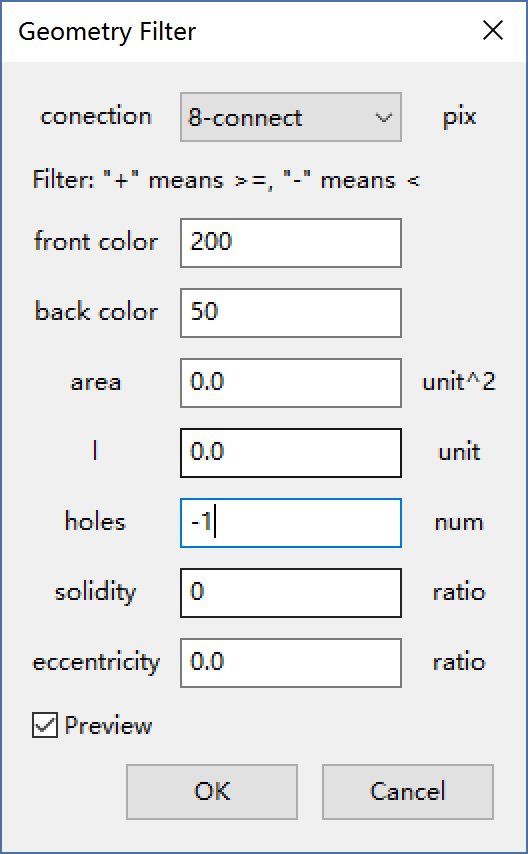 Geometry Filter
conection 8-connect pix
Filter: "+" means >=, "-" means <
front color 200
back color 50
area 0.0 unit^2
l 0.0 unit
holes -1 num
solidity 0 ratio
eccentricity 0.0 ratio
Preview
OK Cancel